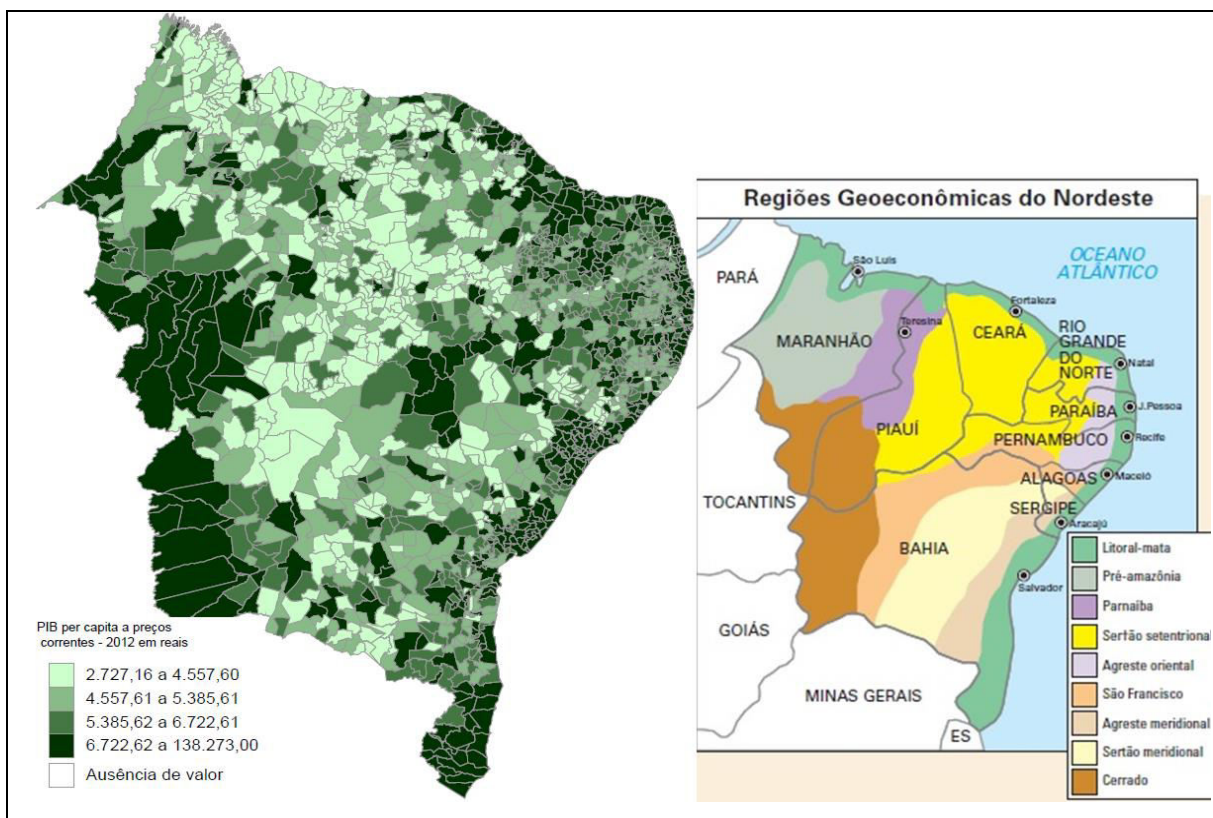 PIB per capita a preços
correntes - 2012 em reais
2.727,16 a 4.557,60
4.557,61 a 5.385,61
5.385,62 a 6.722,61
6.722,62 a 138.273,00
Ausência de valor
Regiões Geoeconômicas do Nordeste
OCEANO
ATLÂNTICO
PARÁ
São Luis
Fortaleza
Teresina
CEARÁ
RIO
GRANDE
DO
NORTE
Natal
MARANHÃO
PARAÍBA
J.Pessoa
PIAUÍ
PERNAMBUCO
Recife
ALAGOAS
Maceió
TOCANTINS
SERGIPE
Aracajú
BAHIA
Salvador
GOIÁS
MINAS GERAIS
ES
Litoral-mata
Pré-amazônia
Parnaiba
Sertão setentrional
Agreste oriental
São Francisco
Agreste meridional
Sertão meridional
Cerrado